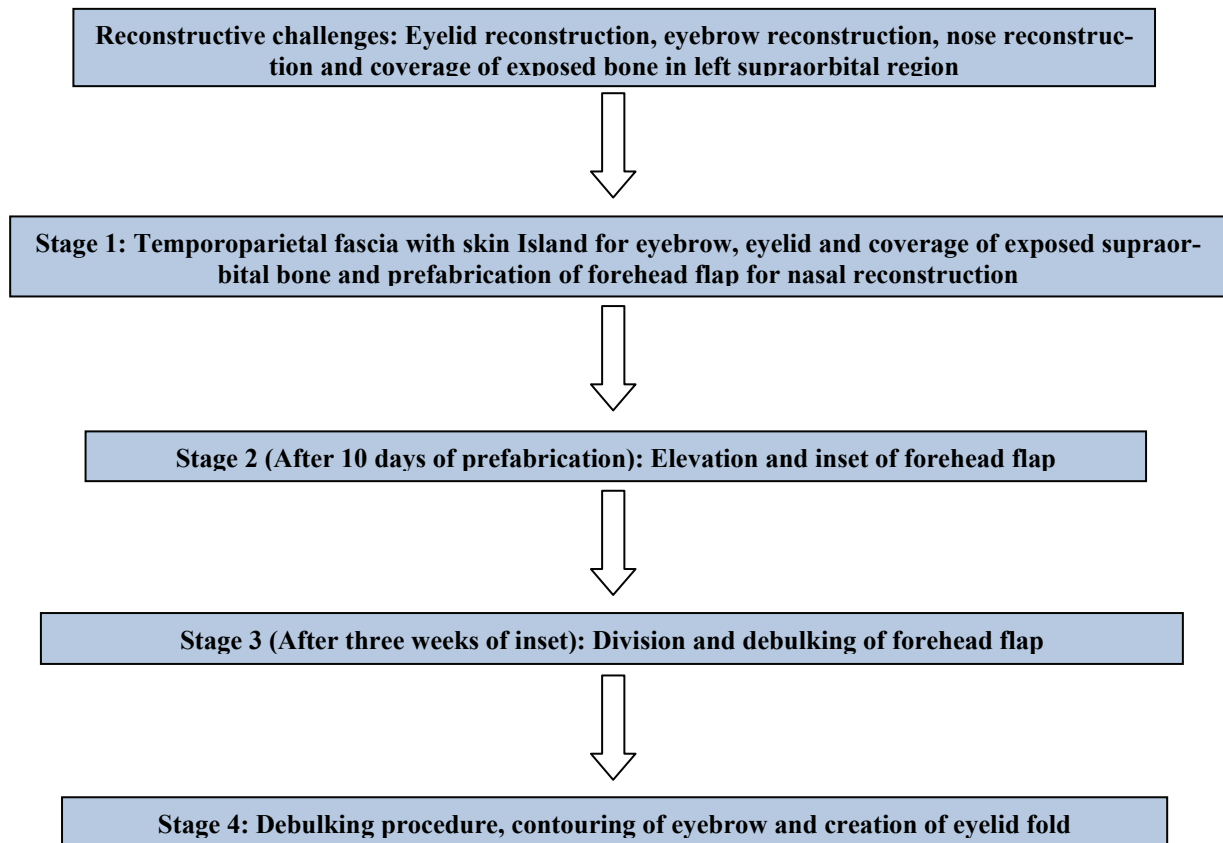 Reconstructive challenges: Eyelid reconstruction, eyebrow reconstruction, nose reconstruc-
tion and coverage of exposed bone in left supraorbital region
Stage 1: Temporoparietal fascia with skin Island for eyebrow, eyelid and coverage of exposed supraor-
bital bone and prefabrication of forehead flap for nasal reconstruction
Stage 2 (After 10 days of prefabrication): Elevation and inset of forehead flap
Stage 3 (After three weeks of inset): Division and debulking of forehead flap
Stage 4: Debulking procedure, contouring of eyebrow and creation of eyelid fold